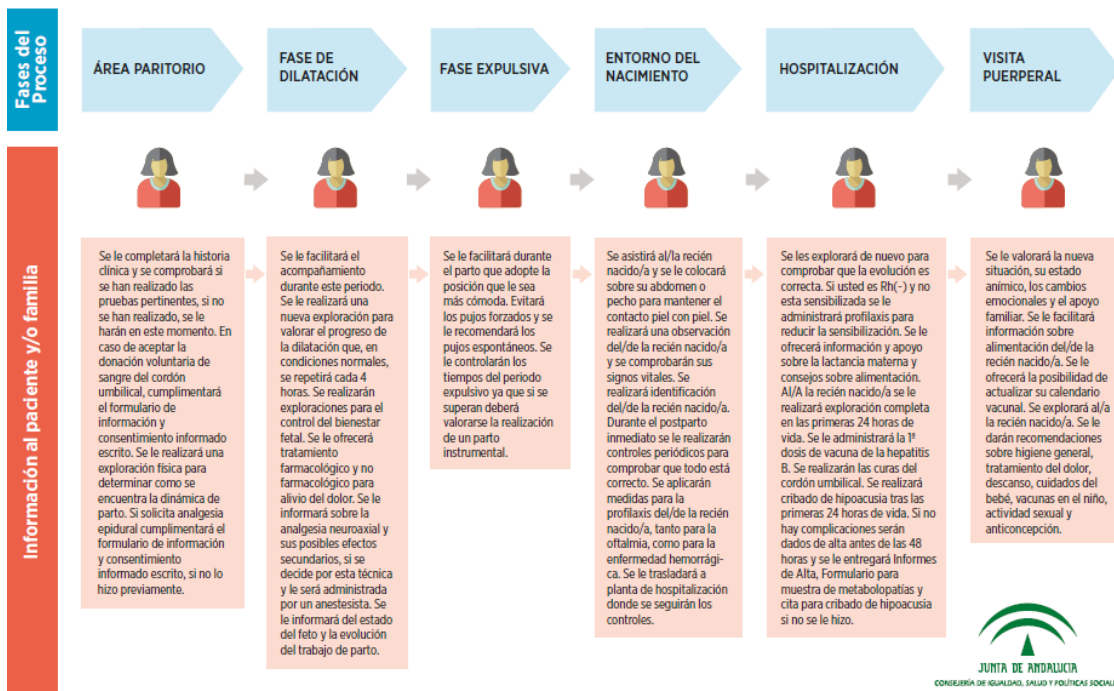 Fases del
Proceso
ÁREA PARITORIO
FASE DE
DILATACIÓN
FASE EXPULSIVA
ENTORNO DEL
NACIMIENTO
HOSPITALIZACIÓN
VISITA
PUERPERAL
Información al paciente y/o familia
Se le completará la historia
clínica y se comprobará si
se han realizado las
pruebas pertinentes, si no
se han realizado, se le
harán en este momento. En
caso de aceptar la
donación voluntaria de
sangre del cordón
umbilical, cumplimentará
el formulario de
información y
consentimiento informado
escrito. Se le realizará una
exploración física para
determinar como se
encuentra la dinámica de
parto. Si solicita analgesia
epidural cumplimentará el
formulario de información
y consentimiento
informado escrito, si no lo
hizo previamente.
Se le facilitará el
acompañamiento
durante este periodo.
Se le realizará una
nueva exploración para
valorar el progreso de
la dilatación que, en
condiciones normales,
se repetirá cada 4
horas. Se realizarán
exploraciones para el
control del bienestar
fetal. Se le ofrecerá
tratamiento
farmacológico y no
farmacológico para
alivio del dolor. Se le
informará sobre la
analgesia neuroaxial y
sus posibles efectos
secundarios, si se
decide por esta técnica
y le será administrada
por un anestesista. Se
le informará del estado
del feto y la evolución
del trabajo de parto.
Se le facilitará durante
el parto que adopte la
posición que le sea
más cómoda. Evitará
los pujos forzados y se
le recomendará los
pujos espontáneos. Se
le controlarán los
tiempos del periodo
expulsivo ya que si se
superan deberá
valorarse la realización
de un parto
instrumental.
Se asistirá al/la recién
nacido/a y se le colocará
sobre su abdomen o
pecho para mantener el
contacto piel con piel. Se
realizará una observación
del/de la recién nacido/a
y se comprobarán sus
signos vitales. Se
realizará identificación
del/de la recién nacido/a.
Durante el postparto
inmediato se le realizarán
controles periódicos para
comprobar que todo está
correcto. Se aplicarán
medidas para la
profilaxis del/de la recién
nacido/a, tanto para la
oftalmia, como para la
enfermedad hemorrági-
ca. Se le trasladará a
planta de hospitalización
donde se seguirán los
controles.
Se les explorará de nuevo para
comprobar que la evolución es
correcta. Si usted es Rh(-) y no
esta sensibilizada se le
administrará profilaxis para
reducir la sensibilización. Se le
ofrecerá información y apoyo
sobre la lactancia materna y
consejos sobre alimentación.
Al/A la recién nacido/a se le
realizará exploración completa
en las primeras 24 horas de
vida. Se le administrará la 1ª
dosis de vacuna de la hepatitis
B. Se realizarán las curas del
cordón umbilical. Se realizará
cribado de hipoacusia tras las
primeras 24 horas de vida. Si no
hay complicaciones serán
dados de alta antes de las 48
horas y se le entregará Informes
de Alta, Formulario para
muestra de metabolopatías y
cita para cribado de hipoacusia
si no se le hizo.
Se le valorará la nueva
situación, su estado
anímico, los cambios
emocionales y el apoyo
familiar. Se le facilitará
información sobre
alimentación del/de la
recién nacido/a. Se le
ofrecerá la posibilidad de
actualizar su calendario
vacunal. Se explorará al/a
la recién nacido/a. Se le
darán recomendaciones
sobre higiene general,
tratamiento del dolor,
descanso, cuidados del
bebé, vacunas en el niño,
actividad sexual y
anticoncepción.
JUNTA DE ANDALUCIA
CONSEJERÍA DE IGUALDAD, SALUD Y POLÍTICAS SOCIAL